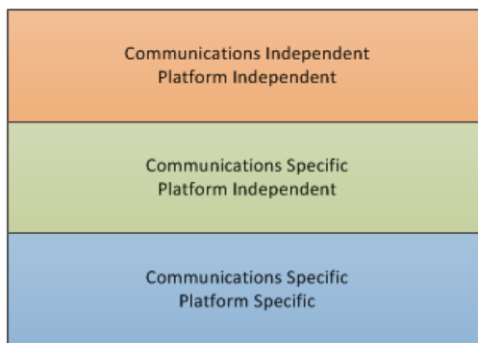 Communications Independent
Platform Independent
Communications Specific
Platform Independent
Communications Specific
Platform Specific